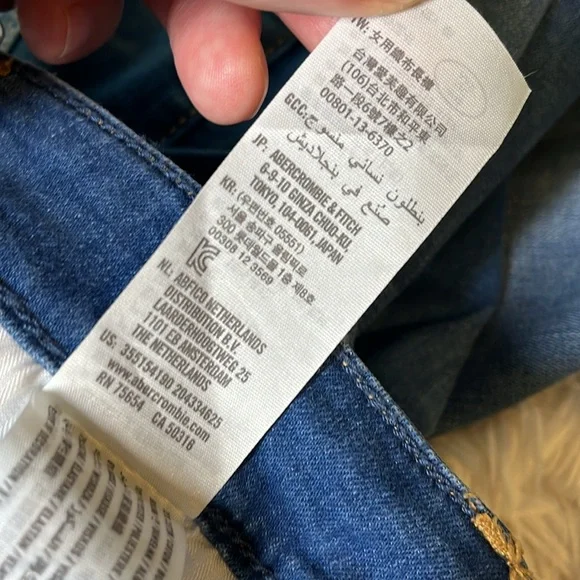 TW: 女用織布長褲
台灣愛芙趣有限公司
(106)台北市和平東
路一段6號7樓之2
00801-13-6370
GCC: بنطلون نسائي منسوج
صنع في بنجلاديش
JP: ABERCROMBIE & FITCH
6-9-10 GINZA CHUO-KU,
TOKYO, 104-0061, JAPAN
KR: (우편번호 05551)
서울 송파구 올림픽로
300 롯데월드몰 1층 제8호
00308 12 3569
NL: ABFICO NETHERLANDS
DISTRIBUTION B.V.
LAARDERHOOGTWEG 25
1101 EB AMSTERDAM
THE NETHERLANDS
US: 355154190 204334625
www.abercrombie.com
RN 75654 CA 50316